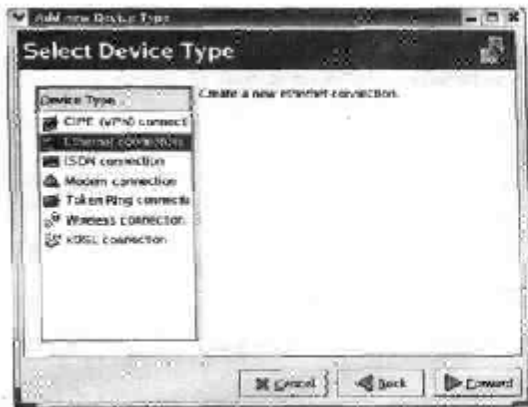 Add new Device Type
Select Device Type
Device Type
Create a new ethernet connection.
CIPE (VPN) connect
Ethernet connection
ISDN connection
Modem connection
Token Ring connecti
Wireless connection
xDSL connection
Cancel
Back
Forward